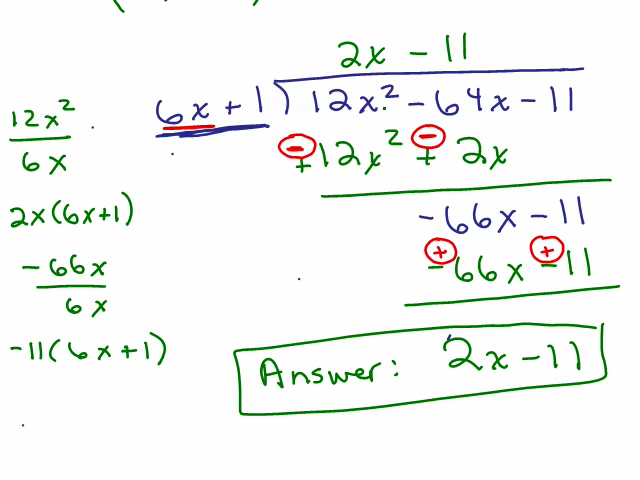 2x - 11
6x + 1 ) 12x² - 64x - 11
12x²
6x
- 12x² - 2x
+ +
2x(6x+1)
-66x - 11
-66x
6x
+ +
-66x - 11
-11(6x+1)
Answer: 2x - 11